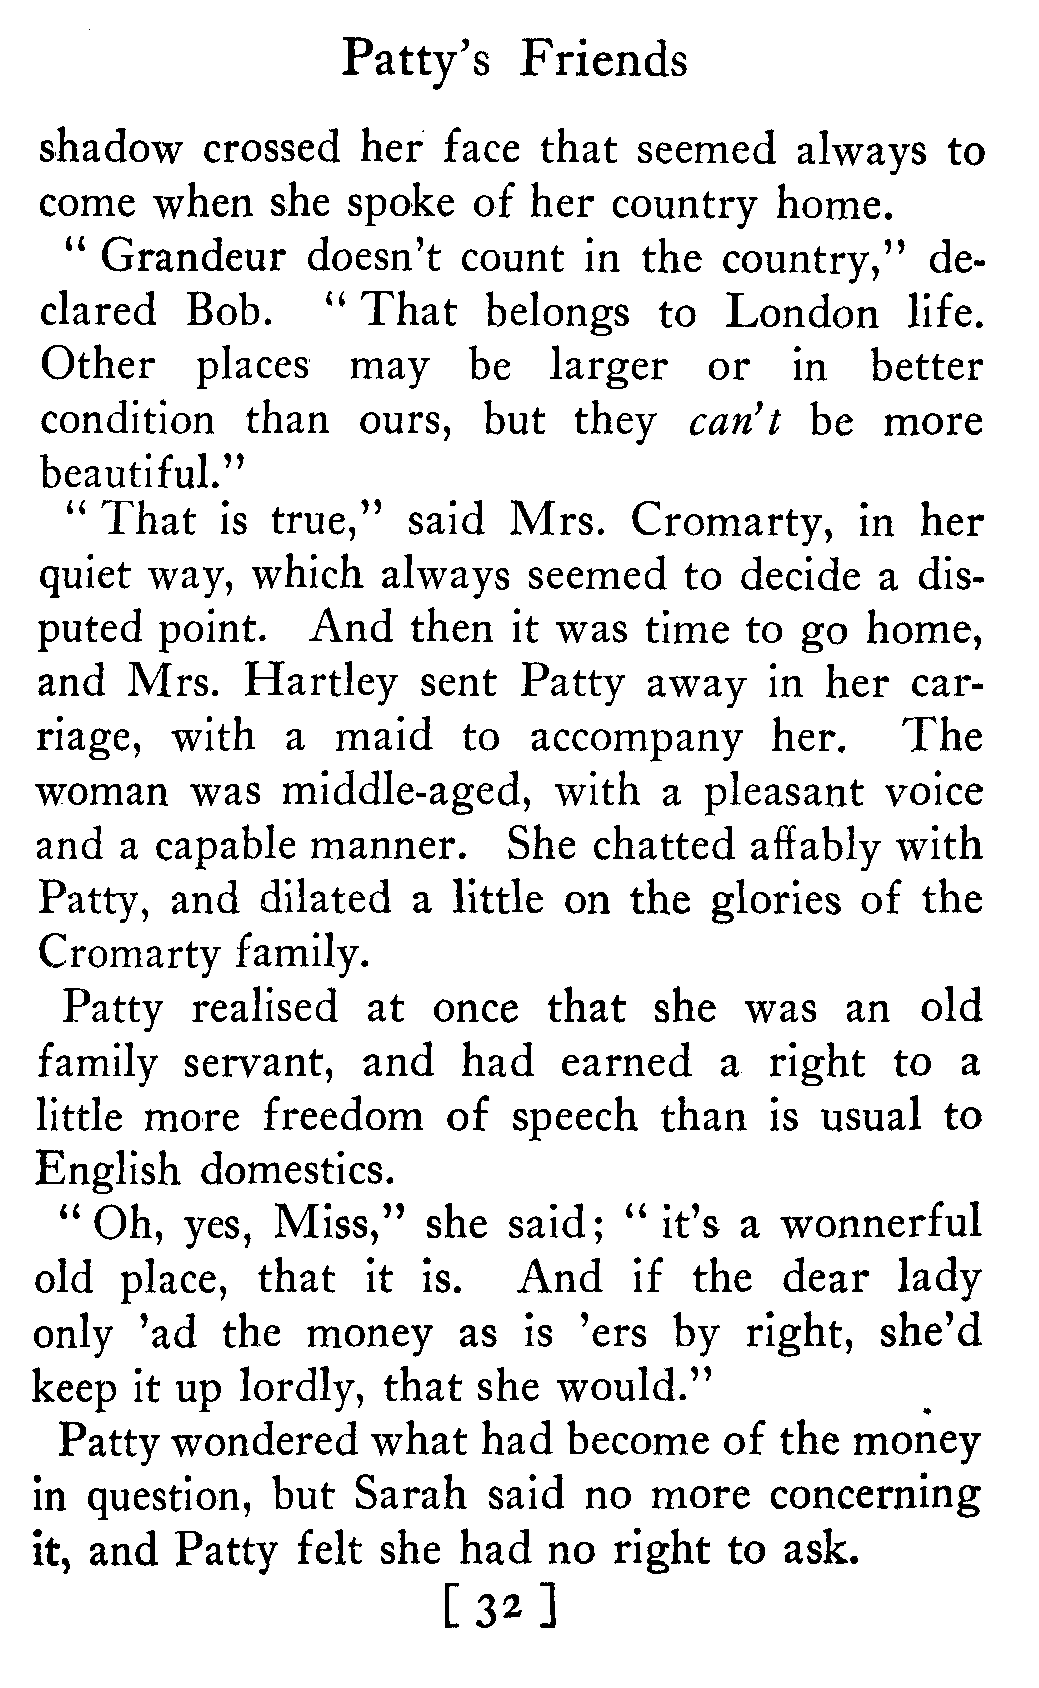 Patty's Friends
shadow crossed her face that seemed always to
come when she spoke of her country home.
" Grandeur doesn't count in the country," de-
clared Bob. " That belongs to London life.
Other places may be larger or in better
condition than ours, but they can't be more
beautiful."
" That is true," said Mrs. Cromarty, in her
quiet way, which always seemed to decide a dis-
puted point. And then it was time to go home,
and Mrs. Hartley sent Patty away in her car-
riage, with a maid to accompany her. The
woman was middle-aged, with a pleasant voice
and a capable manner. She chatted affably with
Patty, and dilated a little on the glories of the
Cromarty family.
Patty realised at once that she was an old
family servant, and had earned a right to a
little more freedom of speech than is usual to
English domestics.
" Oh, yes, Miss," she said; " it's a wonnerful
old place, that it is. And if the dear lady
only 'ad the money as is 'ers by right, she'd
keep it up lordly, that she would."
Patty wondered what had become of the money
in question, but Sarah said no more concerning
it, and Patty felt she had no right to ask.
[ 32 ]